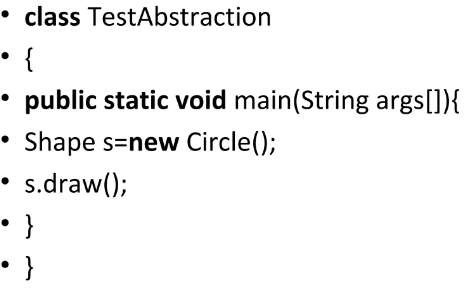 • class TestAbstraction
• {
• public static void main(String args[]){
• Shape s=new Circle();
• s.draw();
• }
• }